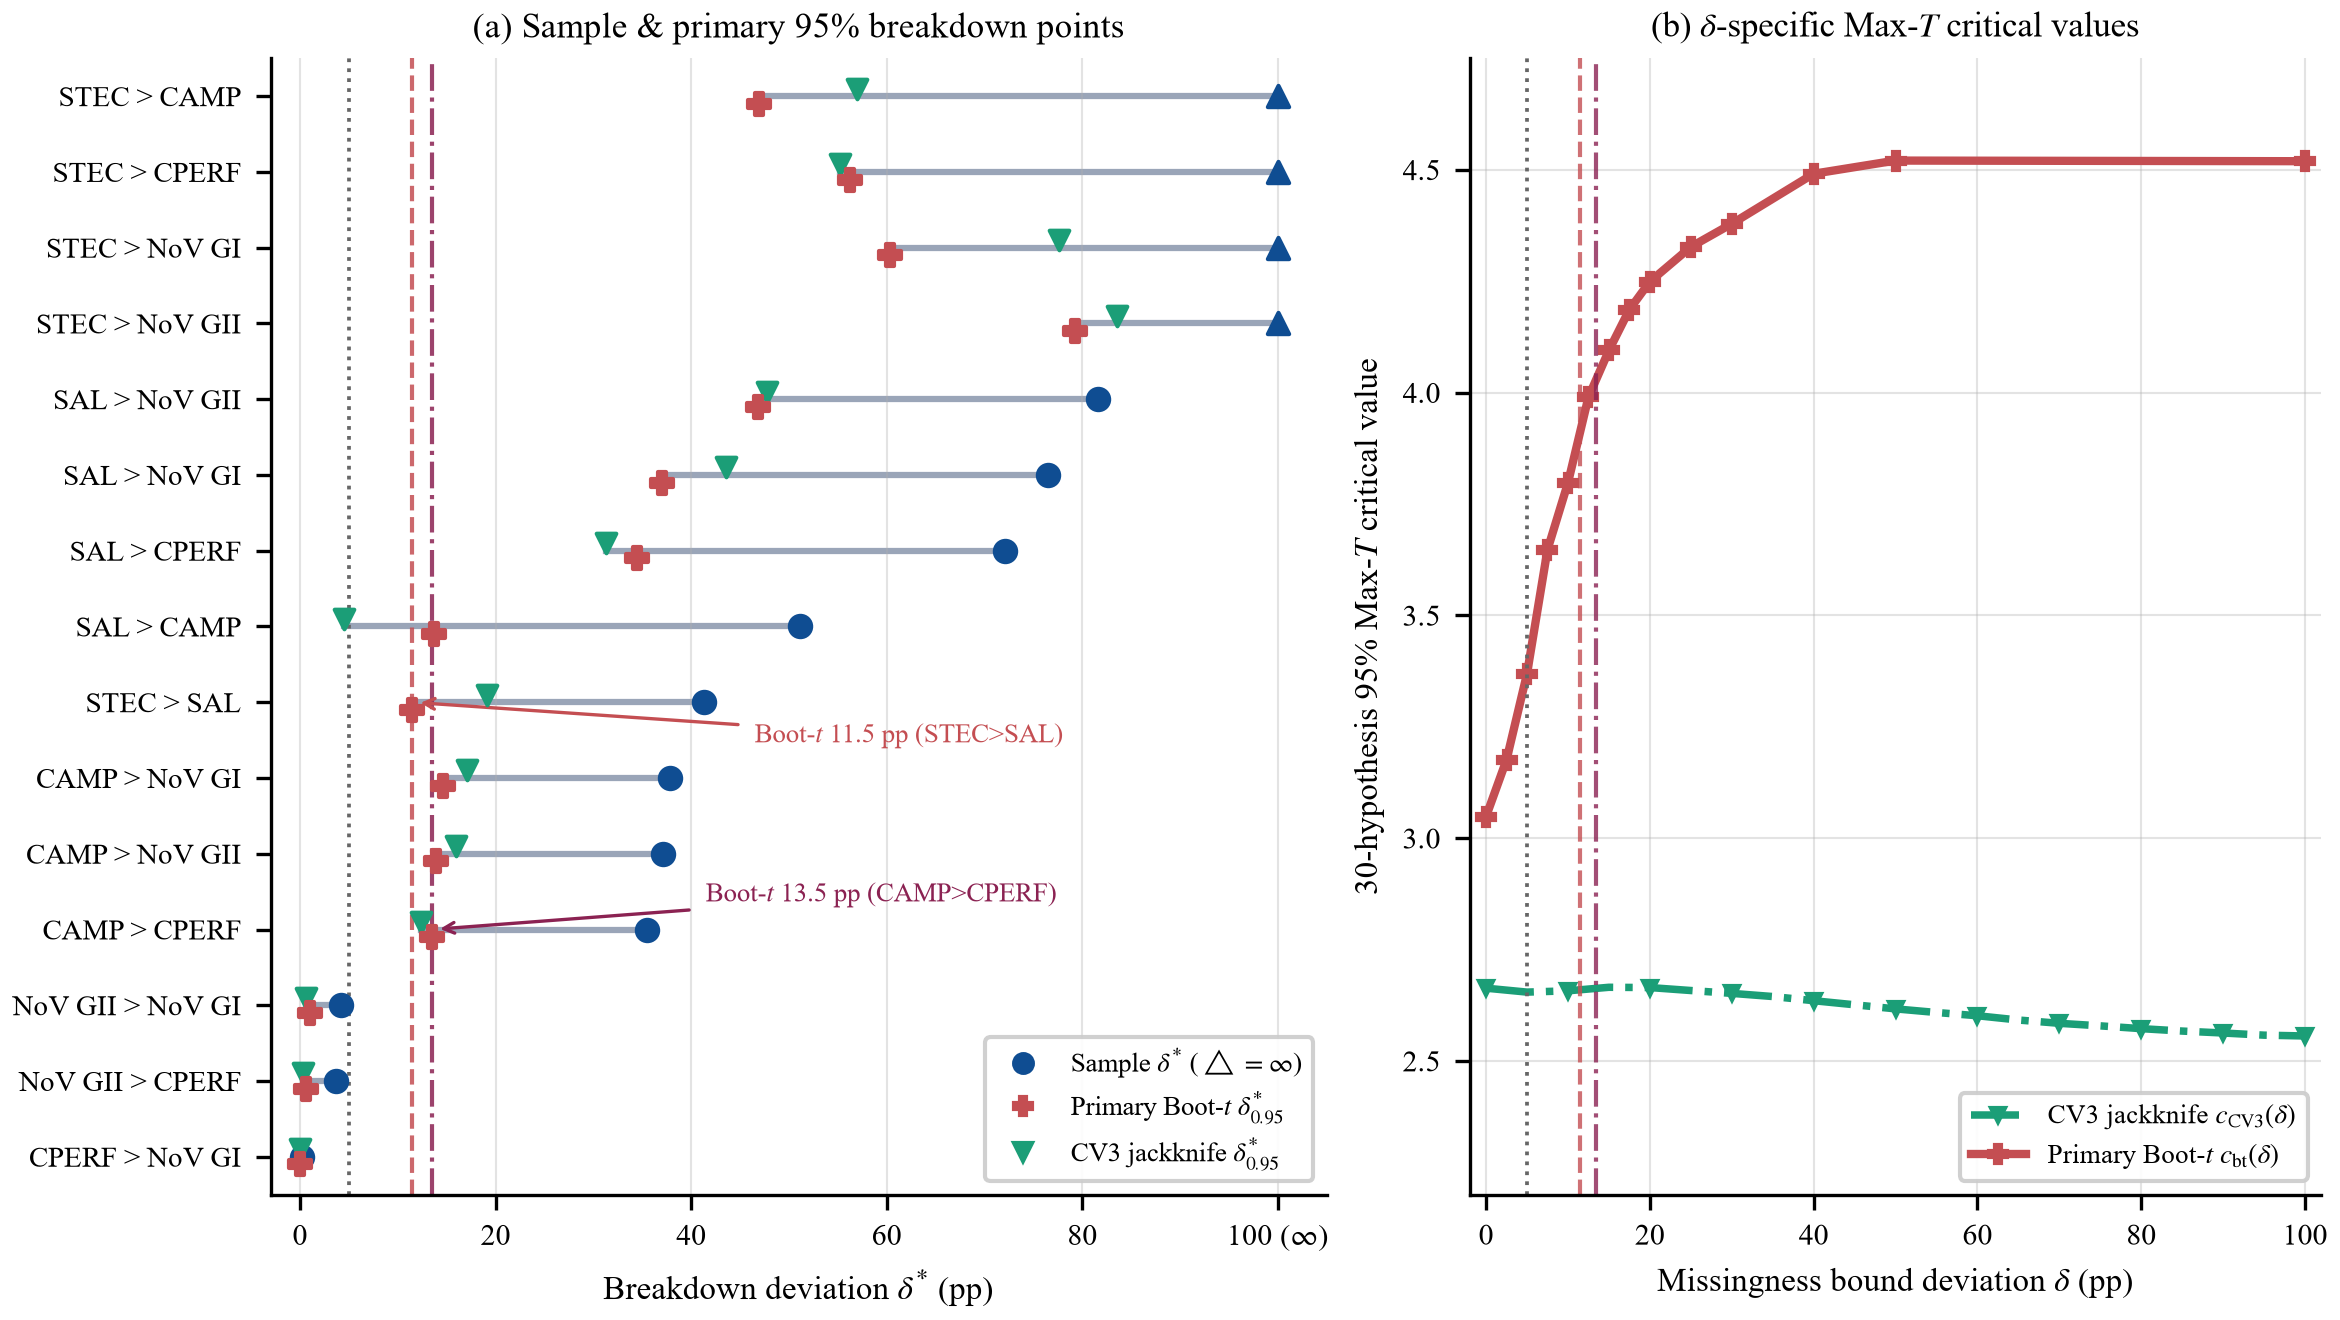 (a) Sample & primary 95% breakdown points
STEC > CAMP
STEC > CPERF
STEC > NoV GI
STEC > NoV GII
SAL > NoV GII
SAL > NoV GI
SAL > CPERF
SAL > CAMP
STEC > SAL
CAMP > NoV GI
CAMP > NoV GII
CAMP > CPERF
NoV GII > NoV GI
NoV GII > CPERF
CPERF > NoV GI
Boot-t 11.5 pp (STEC>SAL)
Boot-t 13.5 pp (CAMP>CPERF)
Sample δ* (△ = ∞)
Primary Boot-t δ*0.95
CV3 jackknife δ*0.95
0 20 40 60 80 100 (∞)
Breakdown deviation δ* (pp)
(b) δ-specific Max-T critical values
30-hypothesis 95% Max-T critical value
4.5
4.0
3.5
3.0
2.5
CV3 jackknife cCV3(δ)
Primary Boot-t cbt(δ)
0 20 40 60 80 100
Missingness bound deviation δ (pp)